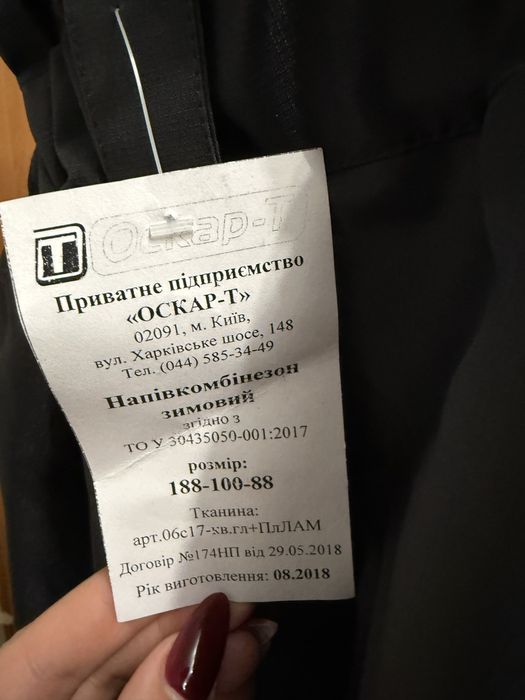 Т Оскар-Т
Приватне підприємство
«ОСКАР-Т»
02091, м. Київ,
вул. Харківське шосе, 148
Тел. (044) 585-34-49
Напівкомбінезон
зимовий
згідно з
ТО У 30435050-001:2017
розмір:
188-100-88
Тканина:
арт.06с17-хв.гл+ПлЛАМ
Договір №174НП від 29.05.2018
Рік виготовлення: 08.2018